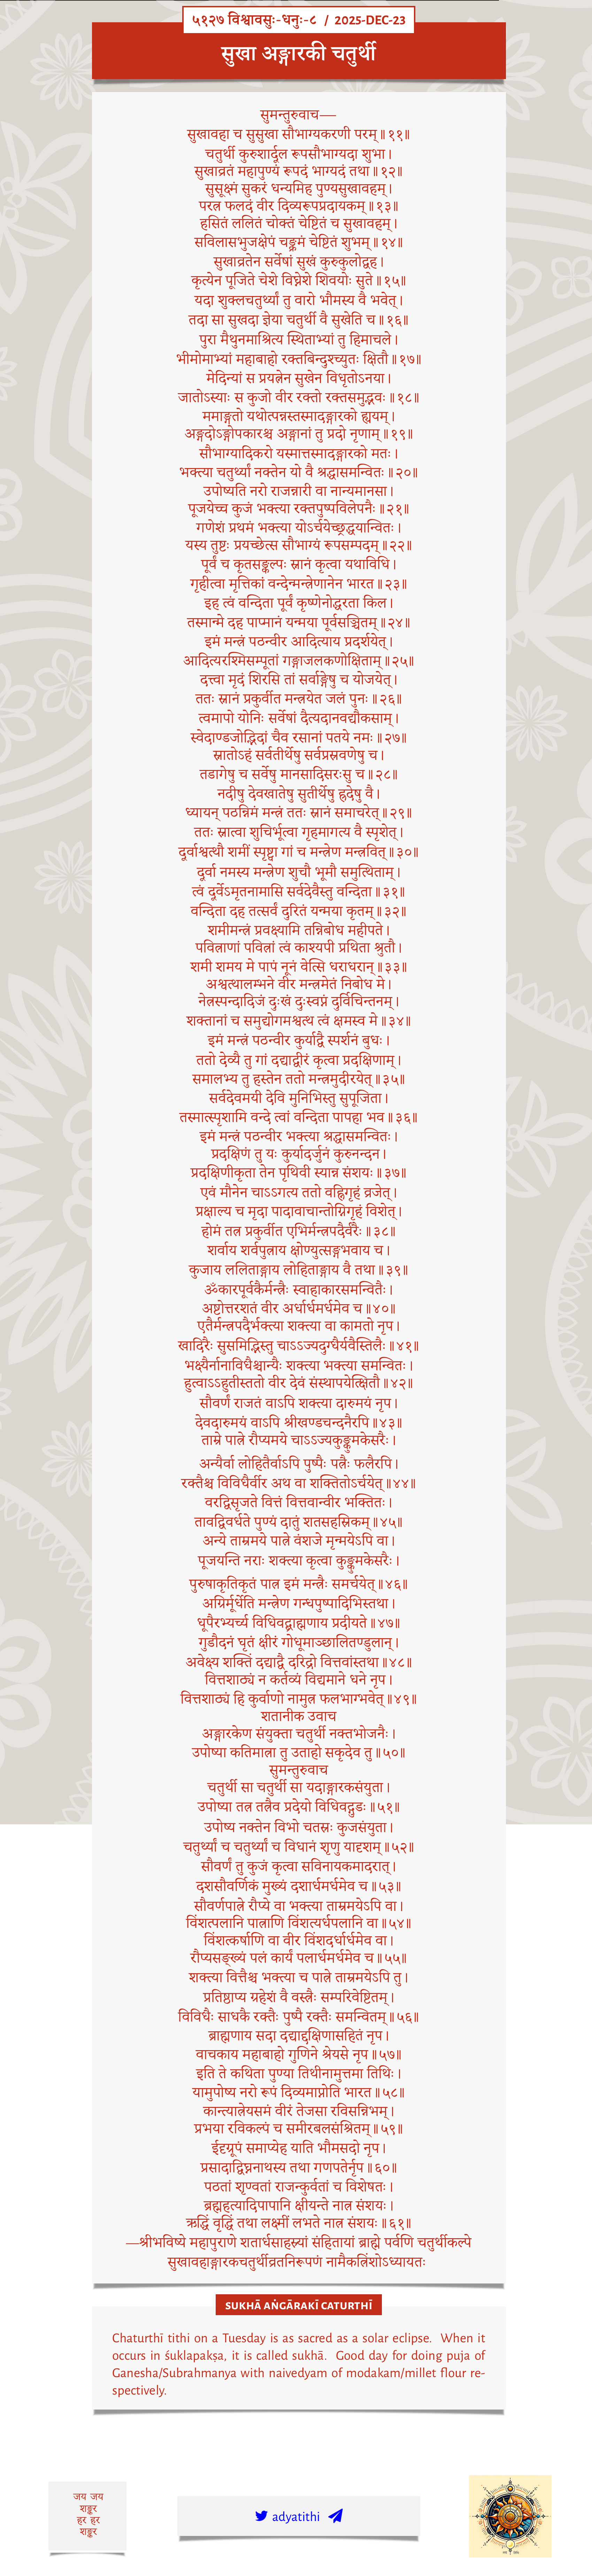 ५१२७ विश्वावसुः-धनुः-८ / 2025-DEC-23
सुखा अङ्गारकी चतुर्थी
सुमन्तुरुवाच—
सुखावहा च सुसुखा सौभाग्यकरणी परम्॥११॥
चतुर्थी कुरुशार्दूल रूपसौभाग्यदा शुभा।
सुखाव्रतं महापुण्यं रूपदं भाग्यदं तथा॥१२॥
सुसूक्ष्मं सुकरं धन्यमिह पुण्यसुखावहम्।
परत्र फलदं वीर दिव्यरूपप्रदायकम्॥१३॥
हसितं ललितं चोक्तं चेष्टितं च सुखावहम्।
सविलासभुजक्षेपं चङ्क्रमं चेष्टितं शुभम्॥१४॥
सुखाव्रतेन सर्वेषां सुखं कुरुकुलोद्वह।
कृत्येन पूजिते चेशे विघ्नेशे शिवयोः सुते॥१५॥
यदा शुक्लचतुर्थ्यां तु वारो भौमस्य वै भवेत्।
तदा सा सुखदा ज्ञेया चतुर्थी वै सुखेति च॥१६॥
पुरा मैथुनमाश्रित्य स्थिताभ्यां तु हिमाचले।
भीमोमाभ्यां महाबाहो रक्तबिन्दुश्च्युतः क्षितौ॥१७॥
मेदिन्यां स प्रयत्नेन सुखेन विधृतोऽनया।
जातोऽस्याः स कुजो वीर रक्तो रक्तसमुद्भवः॥१८॥
ममाङ्गतो यथोत्पन्नस्तस्मादङ्गारको ह्ययम्।
अङ्गदोऽङ्गोपकारश्च अङ्गानां तु प्रदो नृणाम्॥१९॥
सौभाग्यादिकरो यस्मात्तस्मादङ्गारको मतः।
भक्त्या चतुर्थ्यां नक्तेन यो वै श्रद्धासमन्वितः॥२०॥
उपोष्यति नरो राजन्नारी वा नान्यमानसा।
पूजयेच्च कुजं भक्त्या रक्तपुष्पविलेपनैः॥२१॥
गणेशं प्रथमं भक्त्या योऽर्चयेच्छ्रद्धयान्वितः।
यस्य तुष्टः प्रयच्छेत्स सौभाग्यं रूपसम्पदम्॥२२॥
पूर्वं च कृतसङ्कल्पः स्नानं कृत्वा यथाविधि।
गृहीत्वा मृत्तिकां वन्देन्मन्त्रेणानेन भारत॥२३॥
इह त्वं वन्दिता पूर्वं कृष्णेनोद्धरता किल।
तस्मान्मे दह पाप्मानं यन्मया पूर्वसञ्चितम्॥२४॥
इमं मन्त्रं पठन्वीर आदित्याय प्रदर्शयेत्।
आदित्यरश्मिसम्पूतां गङ्गाजलकणोक्षिताम्॥२५॥
दत्त्वा मृदं शिरसि तां सर्वाङ्गेषु च योजयेत्।
ततः स्नानं प्रकुर्वीत मन्त्रयेत जलं पुनः॥२६॥
त्वमापो योनिः सर्वेषां दैत्यदानवद्यौकसाम्।
स्वेदाण्डजोद्भिदां चैव रसानां पतये नमः॥२७॥
स्नातोऽहं सर्वतीर्थेषु सर्वप्रस्रवणेषु च।
तडागेषु च सर्वेषु मानसादिसरःसु च॥२८॥
नदीषु देवखातेषु सुतीर्थेषु ह्रदेषु वै।
ध्यायन् पठन्निमं मन्त्रं ततः स्नानं समाचरेत्॥२९॥
ततः स्नात्वा शुचिर्भूत्वा गृहमागत्य वै स्पृशेत्।
दूर्वाश्वत्थौ शमीं स्पृष्ट्वा गां च मन्त्रेण मन्त्रवित्॥३०॥
दूर्वा नमस्य मन्त्रेण शुचौ भूमौ समुत्थिताम्।
त्वं दूर्वेऽमृतनामासि सर्वदेवैस्तु वन्दिता॥३१॥
वन्दिता दह तत्सर्वं दुरितं यन्मया कृतम्॥३२॥
शमीमन्त्रं प्रवक्ष्यामि तन्निबोध महीपते।
पवित्राणां पवित्रां त्वं काश्यपी प्रथिता श्रुतौ।
शमी शमय मे पापं नूनं वेत्सि धराधरान्॥३३॥
अश्वत्थालम्भने वीर मन्त्रमेतं निबोध मे।
नेत्रस्पन्दादिजं दुःखं दुःस्वप्नं दुर्विचिन्तनम्।
शक्तानां च समुद्योगमश्वत्थ त्वं क्षमस्व मे॥३४॥
इमं मन्त्रं पठन्वीर कुर्याद्वै स्पर्शनं बुधः।
ततो देव्यै तु गां दद्याद्वीरं कृत्वा प्रदक्षिणाम्।
समालभ्य तु हस्तेन ततो मन्त्रमुदीरयेत्॥३५॥
सर्वदेवमयी देवि मुनिभिस्तु सुपूजिता।
तस्मात्स्पृशामि वन्दे त्वां वन्दिता पापहा भव॥३६॥
इमं मन्त्रं पठन्वीर भक्त्या श्रद्धासमन्वितः।
प्रदक्षिणं तु यः कुर्यादर्जुनं कुरुनन्दन।
प्रदक्षिणीकृता तेन पृथिवी स्यान्न संशयः॥३७॥
एवं मौनेन चाऽऽगत्य ततो वह्निगृहं व्रजेत्।
प्रक्षाल्य च मृदा पादावाचान्तोग्निगृहं विशेत्।
होमं तत्र प्रकुर्वीत एभिर्मन्त्रपदैर्वरैः॥३८॥
शर्वाय शर्वपुत्राय क्षोण्युत्सङ्गभवाय च।
कुजाय ललिताङ्गाय लोहिताङ्गाय वै तथा॥३९॥
ॐकारपूर्वकैर्मन्त्रैः स्वाहाकारसमन्वितैः।
अष्टोत्तरशतं वीर अर्धार्धमर्धमेव च॥४०॥
एतैर्मन्त्रपदैर्भक्त्या शक्त्या वा कामतो नृप।
खादिरैः सुसमिद्भिस्तु चाऽऽज्यदुग्धैर्यवैस्तिलैः॥४१॥
भक्ष्यैर्नानाविधैश्चान्यैः शक्त्या भक्त्या समन्वितः।
हुत्वाऽऽहुतीस्ततो वीर देवं संस्थापयेत्क्षितौ॥४२॥
सौवर्णं राजतं वाऽपि शक्त्या दारुमयं नृप।
देवदारुमयं वाऽपि श्रीखण्डचन्दनैरपि॥४३॥
ताम्रे पात्रे रौप्यमये चाऽऽज्यकुङ्कुमकेसरैः।
अन्यैर्वा लोहितैर्वाऽपि पुष्पैः पत्रैः फलैरपि।
रक्तैश्च विविधैर्वीर अथ वा शक्तितोऽर्चयेत्॥४४॥
वरद्विसृजते वित्तं वित्तवान्वीर भक्तितः।
तावद्विवर्धते पुण्यं दातुं शतसहस्रिकम्॥४५॥
अन्ये ताम्रमये पात्रे वंशजे मृन्मयेऽपि वा।
पूजयन्ति नराः शक्त्या कृत्वा कुङ्कुमकेसरैः।
पुरुषाकृतिकृतं पात्र इमं मन्त्रैः समर्चयेत्॥४६॥
अग्निर्मूर्धेति मन्त्रेण गन्धपुष्पादिभिस्तथा।
धूपैरभ्यर्च्य विधिवद्ब्राह्मणाय प्रदीयते॥४७॥
गुडौदनं घृतं क्षीरं गोधूमाञ्छालितण्डुलान्।
अवेक्ष्य शक्तिं दद्याद्वै दरिद्रो वित्तवांस्तथा॥४८॥
वित्तशाठ्यं न कर्तव्यं विद्यमाने धने नृप।
वित्तशाठ्यं हि कुर्वाणो नामुत्र फलभाग्भवेत्॥४९॥
शतानीक उवाच
अङ्गारकेण संयुक्ता चतुर्थी नक्तभोजनैः।
उपोष्या कतिमात्रा तु उताहो सकृदेव तु॥५०॥
सुमन्तुरुवाच
चतुर्थी सा चतुर्थी सा यदाङ्गारकसंयुता।
उपोष्या तत्र तत्रैव प्रदेयो विधिवद्गुडः॥५१॥
उपोष्य नक्तेन विभो चतस्रः कुजसंयुता।
चतुर्थ्यां च चतुर्थ्यां च विधानं शृणु यादृशम्॥५२॥
सौवर्णं तु कुजं कृत्वा सविनायकमादरात्।
दशसौवर्णिकं मुख्यं दशार्धमर्धमेव च॥५३॥
सौवर्णपात्रे रौप्ये वा भक्त्या ताम्रमयेऽपि वा।
विंशत्पलानि पात्राणि विंशत्यर्धपलानि वा॥५४॥
विंशत्कर्षाणि वा वीर विंशदर्धार्धमेव वा।
रौप्यसङ्ख्यं पलं कार्यं पलार्धमर्धमेव च॥५५॥
शक्त्या वित्तैश्च भक्त्या च पात्रे ताम्रमयेऽपि तु।
प्रतिष्ठाप्य ग्रहेशं वै वस्त्रैः सम्परिवेष्टितम्।
विविधैः साधकै रक्तैः पुष्पै रक्तैः समन्वितम्॥५६॥
ब्राह्मणाय सदा दद्याद्दक्षिणासहितं नृप।
वाचकाय महाबाहो गुणिने श्रेयसे नृप॥५७॥
इति ते कथिता पुण्या तिथीनामुत्तमा तिथिः।
यामुपोष्य नरो रूपं दिव्यमाप्नोति भारत॥५८॥
कान्त्यात्रेयसमं वीरं तेजसा रविसन्निभम्।
प्रभया रविकल्पं च समीरबलसंश्रितम्॥५९॥
ईदृग्रूपं समाप्येह याति भौमसदो नृप।
प्रसादाद्विघ्ननाथस्य तथा गणपतेर्नृप॥६०॥
पठतां शृण्वतां राजन्कुर्वतां च विशेषतः।
ब्रह्महत्यादिपापानि क्षीयन्ते नात्र संशयः।
ऋद्धिं वृद्धिं तथा लक्ष्मीं लभते नात्र संशयः॥६१॥
—श्रीभविष्ये महापुराणे शतार्धसाहस्र्यां संहितायां ब्राह्मे पर्वणि चतुर्थीकल्पे
सुखावहाङ्गारकचतुर्थीव्रतनिरूपणं नामैकत्रिंशोऽध्यायतः
SUKHĀ AṄGĀRAKĪ CATURTHĪ
Chaturthī tithi on a Tuesday is as sacred as a solar eclipse. When it
occurs in śuklapakṣa, it is called sukhā. Good day for doing puja of
Ganesha/Subrahmanya with naivedyam of modakam/millet flour re-
spectively.
जय जय
शङ्कर
हर हर
शङ्कर
adyatithi